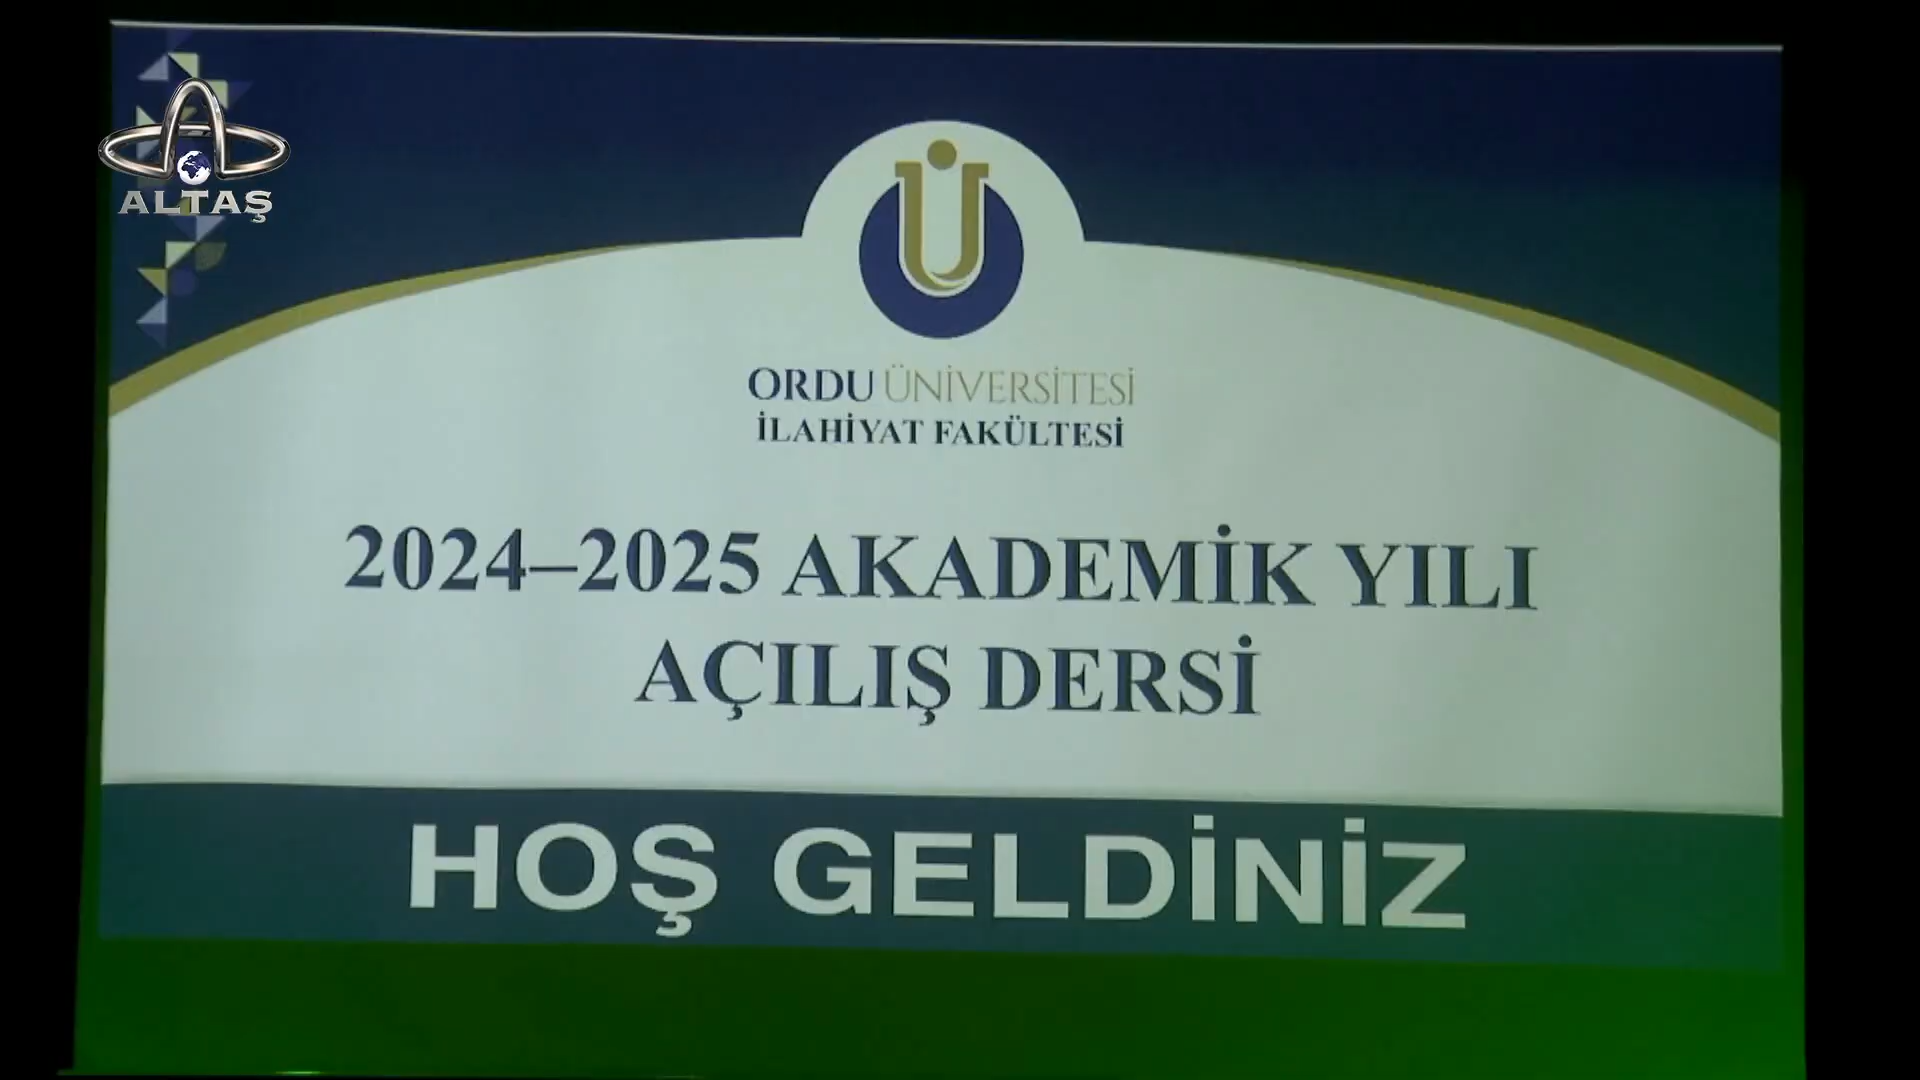 ALTAŞ
ORDU ÜNİVERSİTESİ
İLAHİYAT FAKÜLTESİ
2024–2025 AKADEMİK YILI
AÇILIŞ DERSİ
HOŞ GELDİNİZ